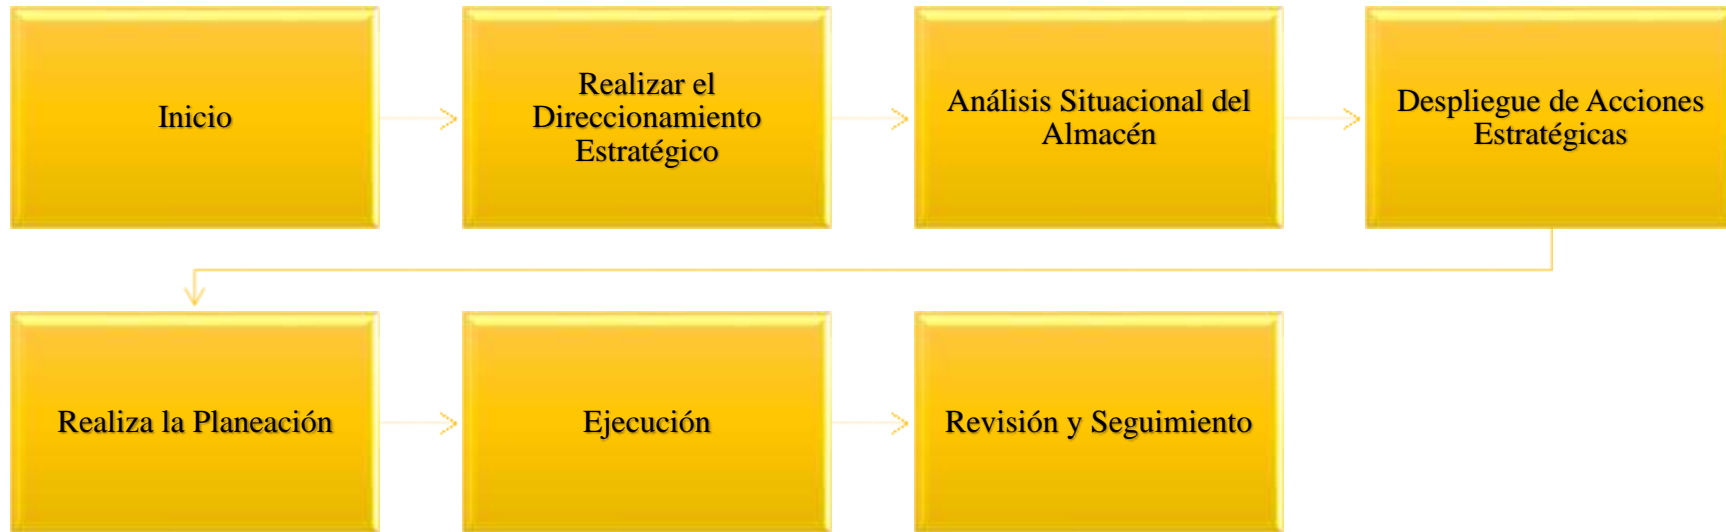 Inicio
Realizar el
Direccionamiento
Estratégico
Análisis Situacional del
Almacén
Despliegue de Acciones
Estratégicas
Realiza la Planeación
Ejecución
Revisión y Seguimiento